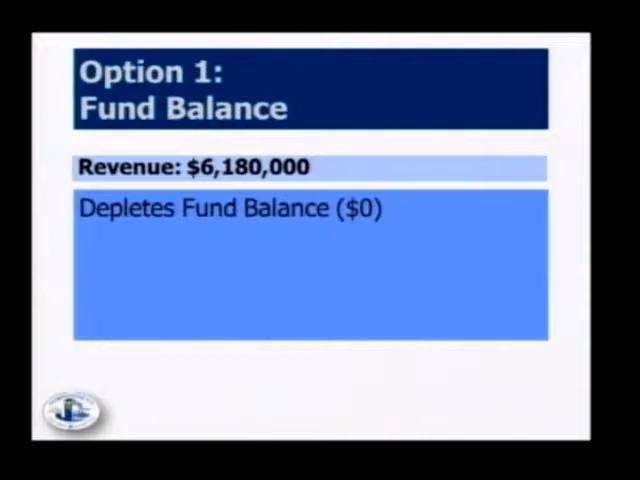 Option 1:
Fund Balance
Revenue: $6,180,000
Depletes Fund Balance ($0)